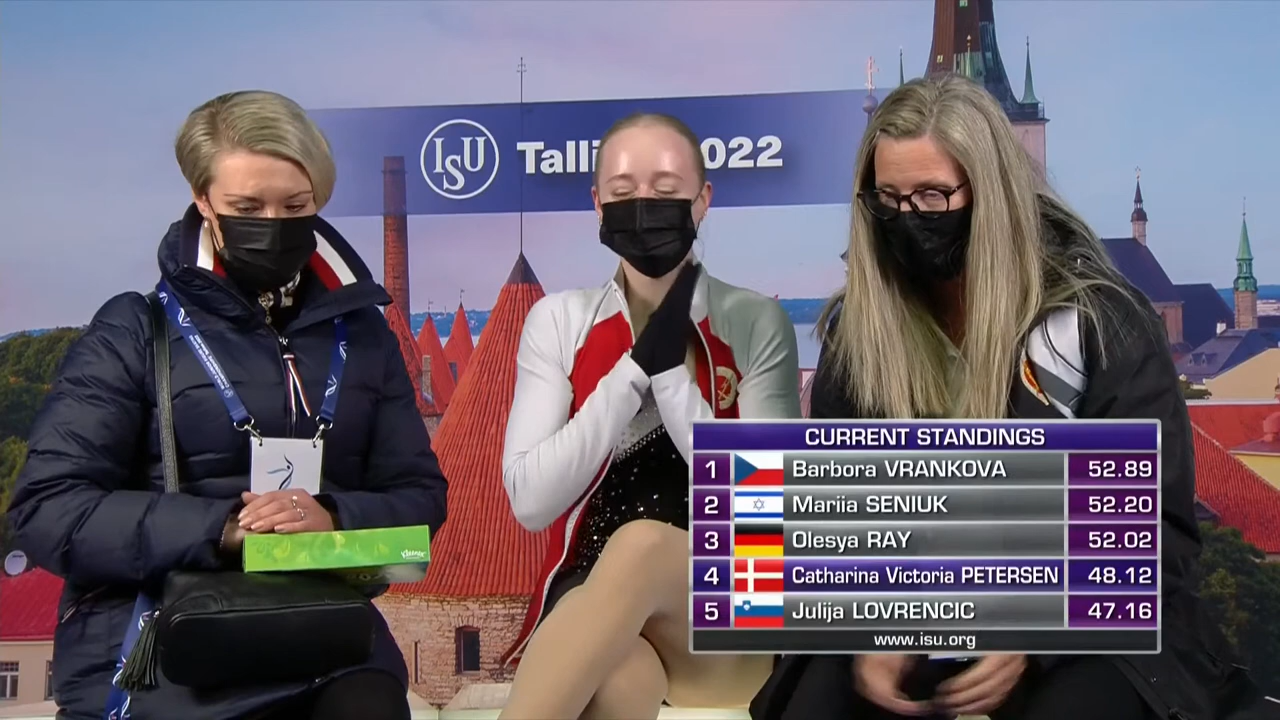 ISU
Talli 022
CURRENT STANDINGS
1 Barbora VRANKOVA 52.89
2 Mariia SENIUK 52.20
3 Olesya RAY 52.02
4 Catharina Victoria PETERSEN 48.12
5 Julija LOVRENCIC 47.16
www.isu.org
Kleenex